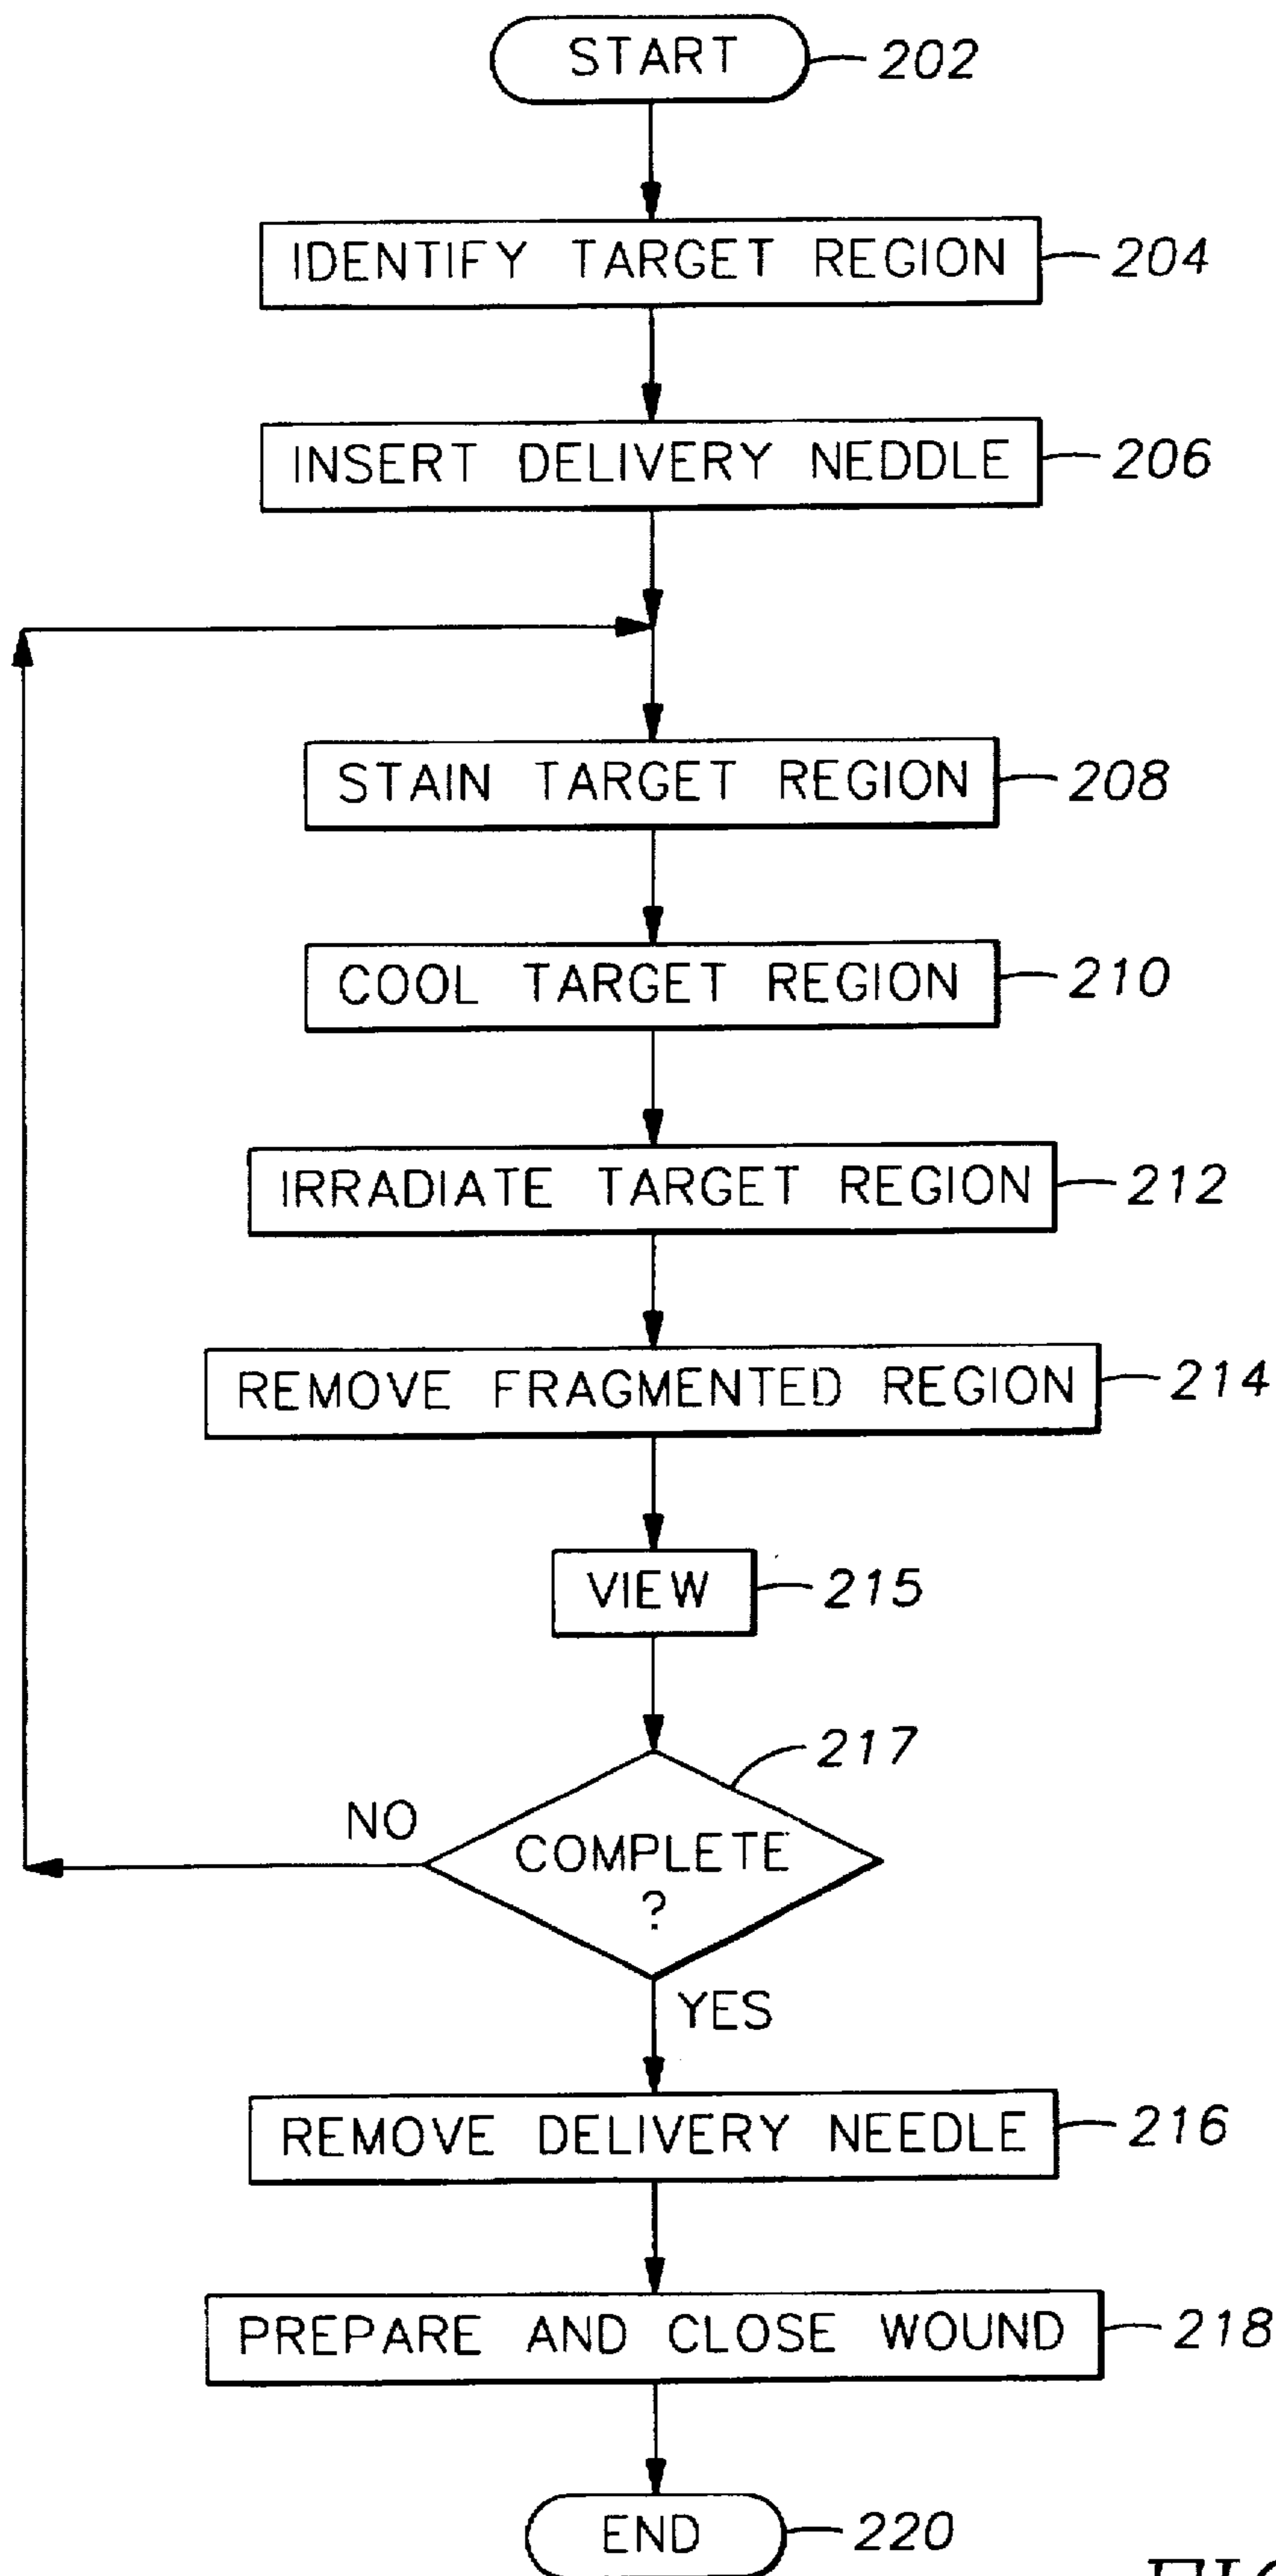 START 202
IDENTIFY TARGET REGION 204
INSERT DELIVERY NEDDLE 206
STAIN TARGET REGION 208
COOL TARGET REGION 210
IRRADIATE TARGET REGION 212
REMOVE FRAGMENTED REGION 214
VIEW 215
217
NO
COMPLETE
?
YES
REMOVE DELIVERY NEEDLE 216
PREPARE AND CLOSE WOUND 218
END 220